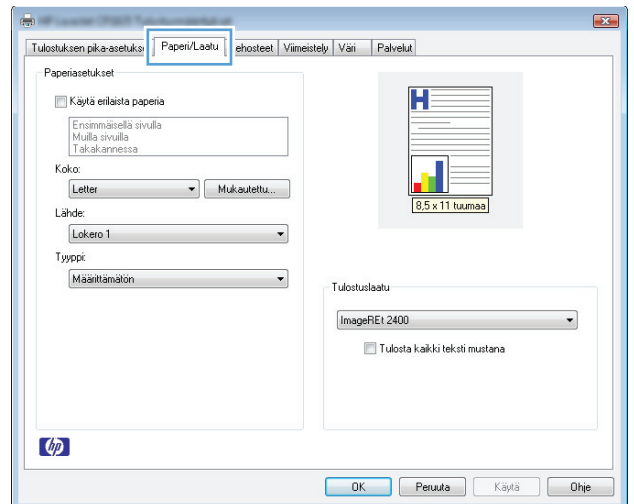 Tulostuksen pika-asetuks
Paperi/Laatu
ehosteet
Viimeistely
Väri
Palvelut
Paperiasetukset
Käytä erilaista paperia
Ensimmäisellä sivulla
Muilla sivuilla
Takakannessa
Koko:
Letter
Mukautettu...
Lähde:
Lokero 1
Tyyppi:
Määrittämätön
H
8,5 x 11 tuumaa
Tulostuslaatu
ImageREt 2400
Tulosta kaikki teksti mustana
hp
OK
Peruuta
Käytä
Ohje